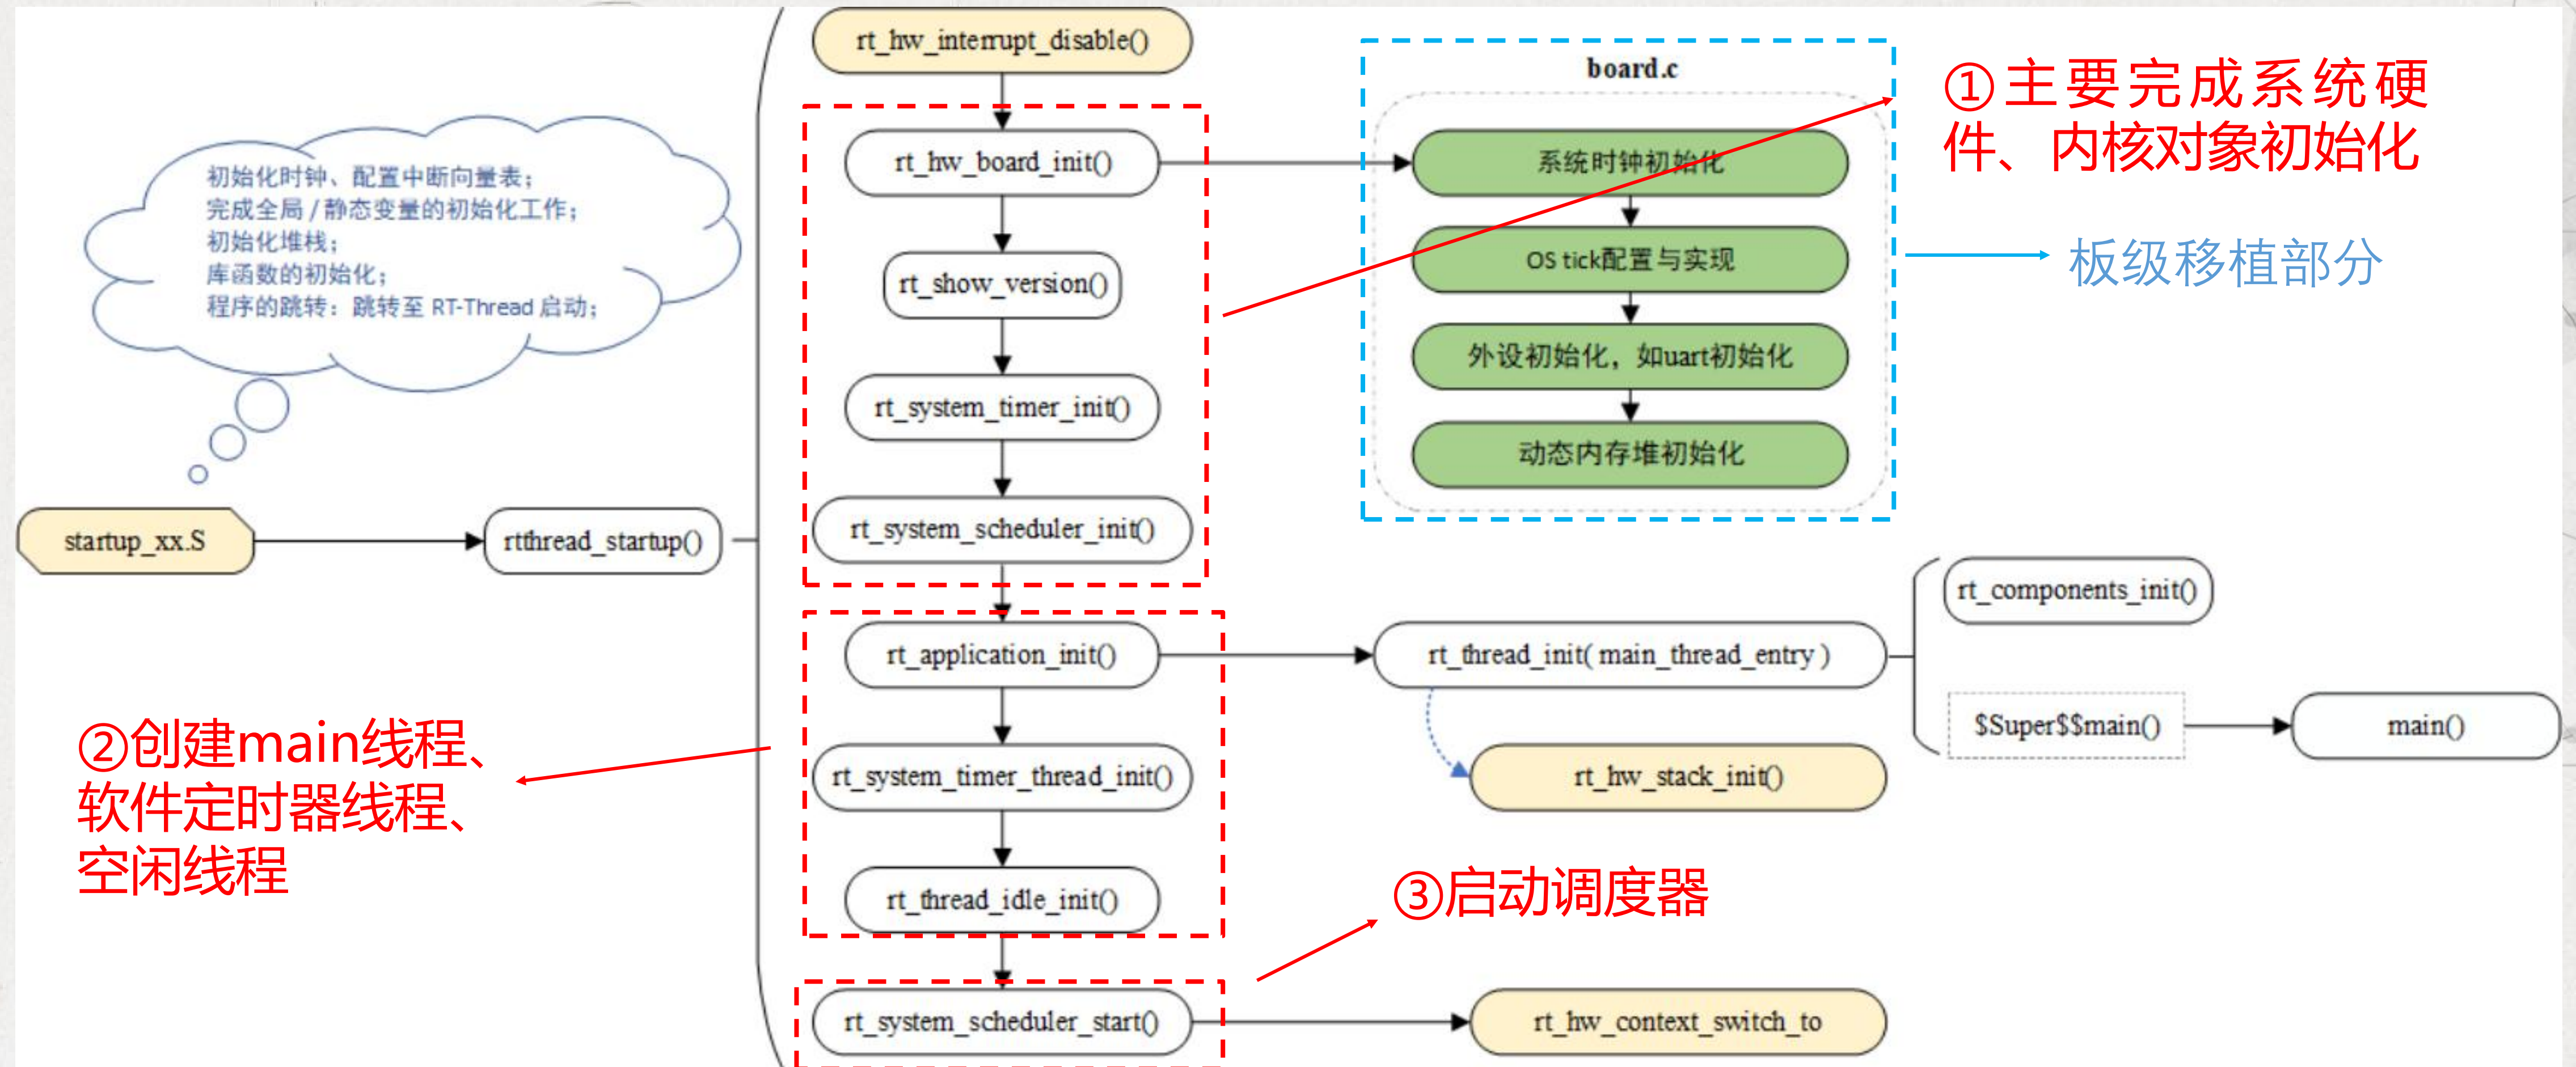 rt_hw_interrupt_disable()
board.c
①主要完成系统硬
件、内核对象初始化
初始化时钟、配置中断向量表；
完成全局 / 静态变量的初始化工作；
初始化堆栈；
库函数的初始化；
程序的跳转：跳转至 RT-Thread 启动；
rt_hw_board_init()
系统时钟初始化
rt_show_version()
OS tick配置与实现
板级移植部分
外设初始化，如uart初始化
rt_system_timer_init()
动态内存堆初始化
startup_xx.S
rtthread_startup()
rt_system_scheduler_init()
rt_components_init()
rt_application_init()
rt_thread_init( main_thread_entry )
$Super$$main()
main()
②创建main线程、
软件定时器线程、
空闲线程
rt_system_timer_thread_init()
rt_hw_stack_init()
rt_thread_idle_init()
③启动调度器
rt_system_scheduler_start()
rt_hw_context_switch_to